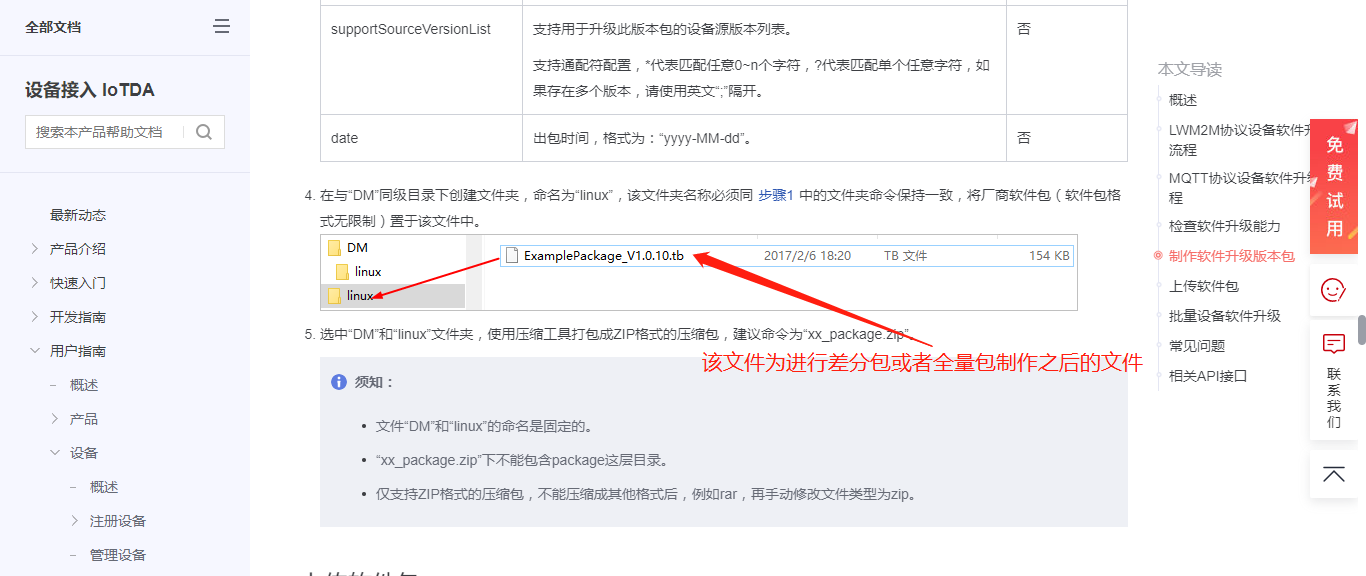 全部文档
设备接入 IoTDA
搜索本产品帮助文档
最新动态
产品介绍
快速入门
开发指南
用户指南
概述
产品
设备
概述
注册设备
管理设备
supportSourceVersionList
支持用于升级此版本包的设备源版本列表。
否
支持通配符配置，*代表匹配任意0~n个字符，?代表匹配单个任意字符，如
果存在多个版本，请使用英文“;”隔开。
date
出包时间，格式为：“yyyy-MM-dd”。
否
4. 在与“DM”同级目录下创建文件夹，命名为“linux”，该文件夹名称必须同 步骤1 中的文件夹命令保持一致，将厂商软件包（软件包格
式无限制）置于该文件中。
DM
linux
linux
ExamplePackage_V1.0.10.tb 2017/2/6 18:20 TB 文件 154 KB
5. 选中“DM”和“linux”文件夹，使用压缩工具打包成ZIP格式的压缩包，建议命令为“xx_package.zip”。
该文件为进行差分包或者全量包制作之后的文件
须知：
• 文件“DM”和“linux”的命名是固定的。
• “xx_package.zip”下不能包含package这层目录。
• 仅支持ZIP格式的压缩包，不能压缩成其他格式后，例如rar，再手动修改文件类型为zip。
本文导读
概述
LWM2M协议设备软件升
流程
MQTT协议设备软件升级
程
检查软件升级能力
制作软件升级版本包
上传软件包
批量设备软件升级
常见问题
相关API接口
免
费
试
用
联
系
我
们